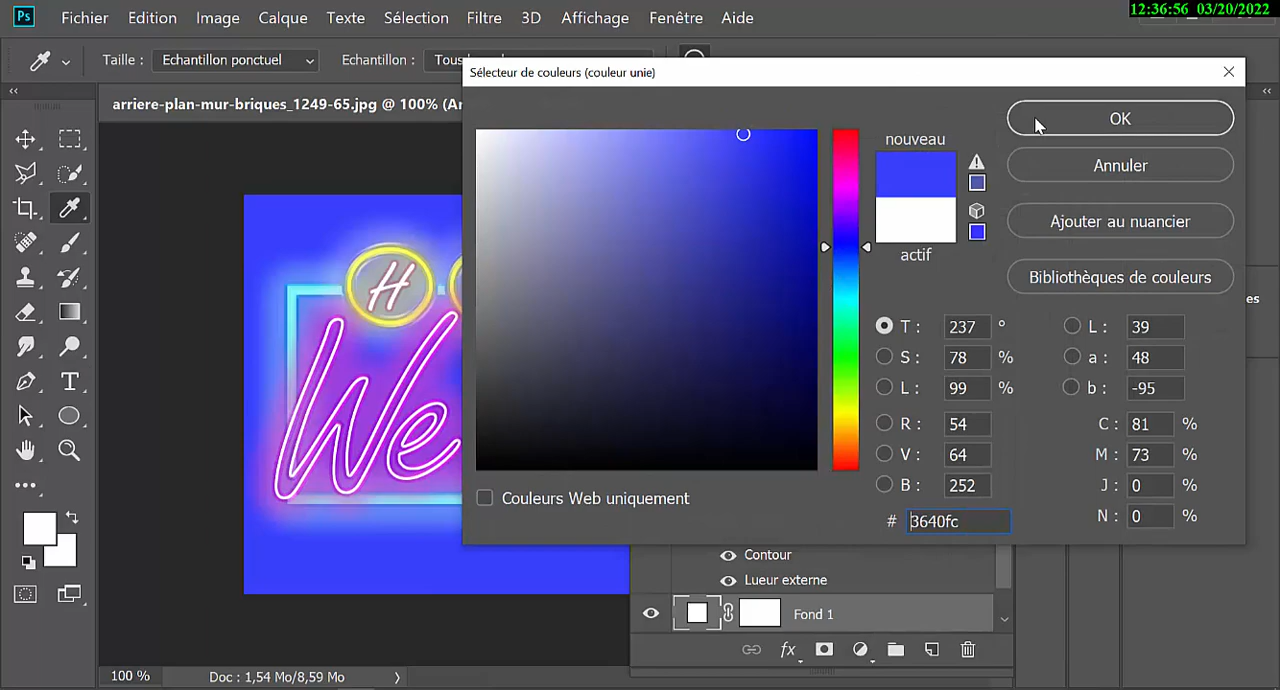 12:36:56 03/20/2022
Ps Fichier Edition Image Calque Texte Sélection Filtre 3D Affichage Fenêtre Aide
Taille : Echantillon ponctuel Echantillon :
Sélecteur de couleurs (couleur unie)
arriere-plan-mur-briques_1249-65.jpg @ 100%
nouveau
actif
OK
Annuler
Ajouter au nuancier
Bibliothèques de couleurs
T : 237 ° L : 39
S : 78 % a : 48
L : 99 % b : -95
R : 54 C : 81 %
V : 64 M : 73 %
B : 252 J : 0 %
# 3640fc N : 0 %
Couleurs Web uniquement
H
We
T
Contour
Lueur externe
Fond 1
fx
100 % Doc : 1,54 Mo/8,59 Mo